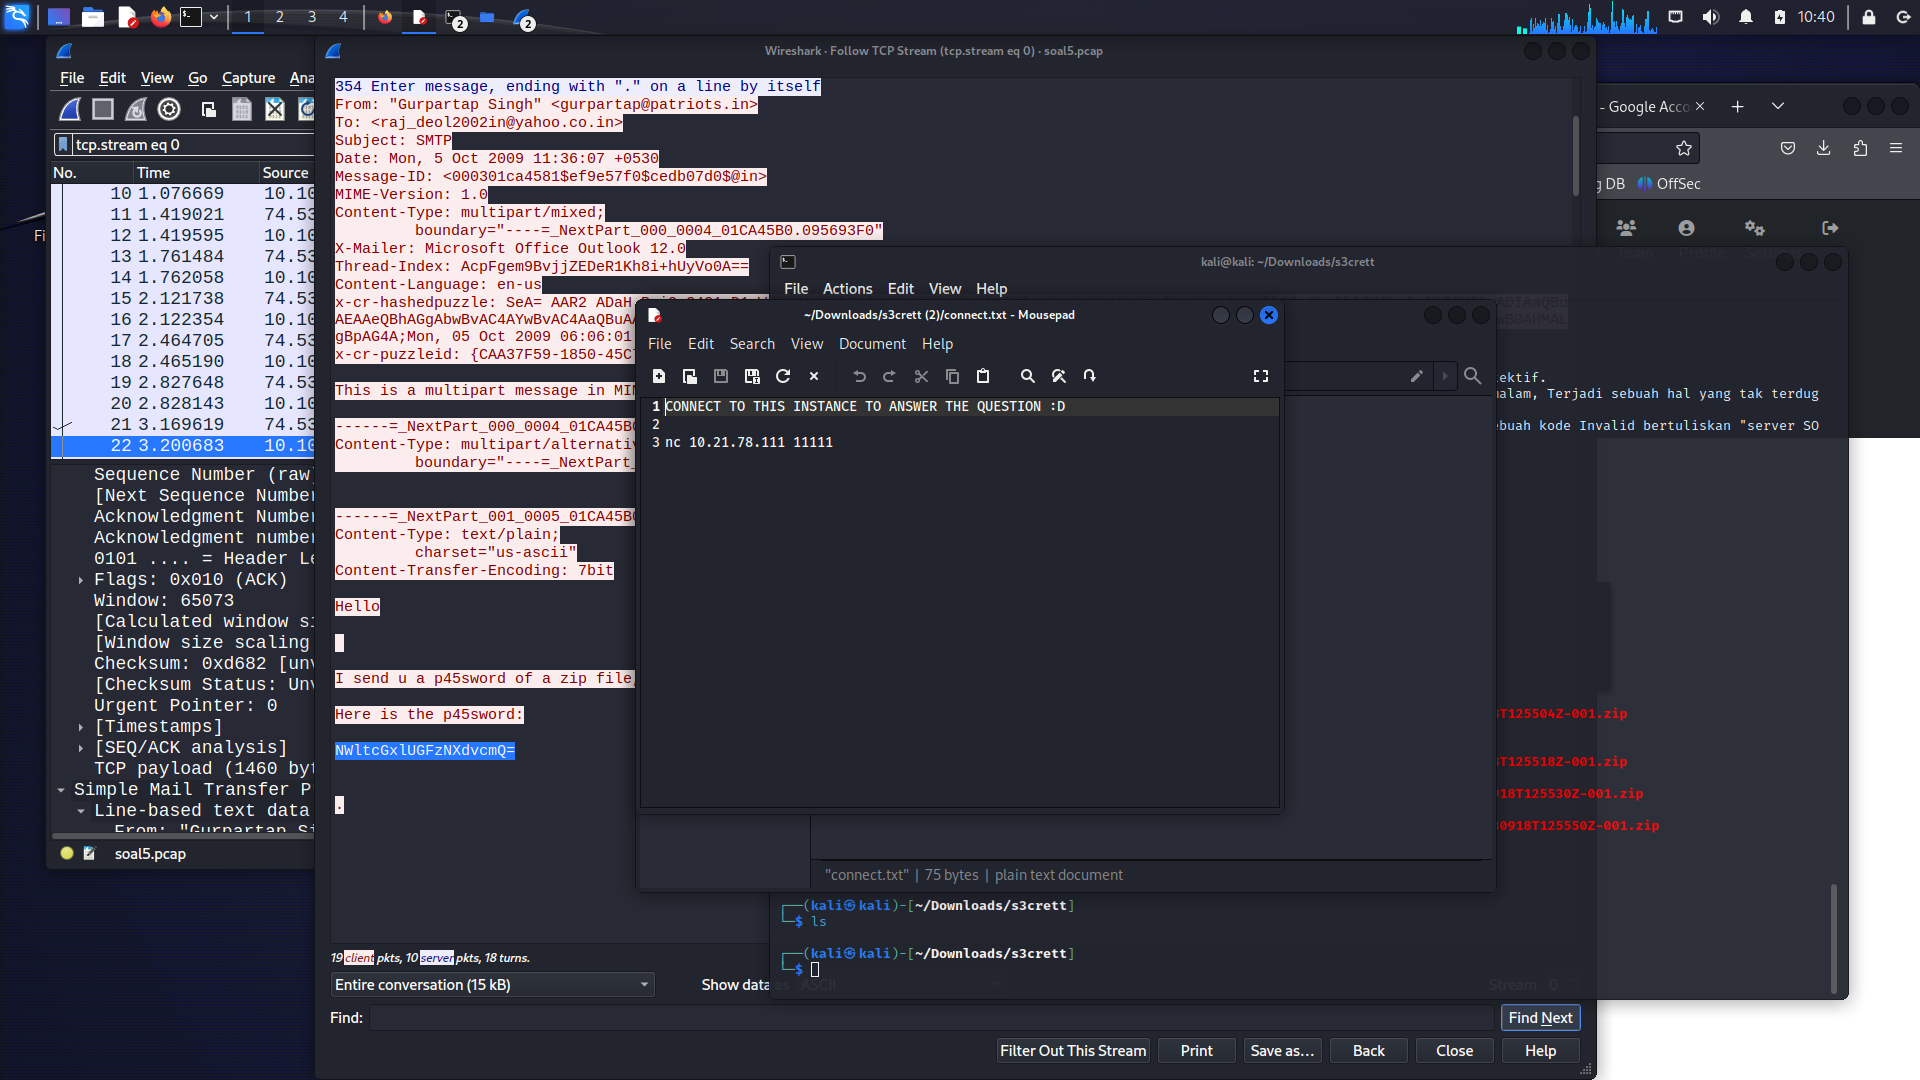 1
2
3
4
2
2
10:40
Wireshark · Follow TCP Stream (tcp.stream eq 0) · soal5.pcap
File Edit View Go Capture Ana
tcp.stream eq 0
No. Time Source
10 1.076669 10.10
11 1.419021 74.53
12 1.419595 10.10
13 1.761484 74.53
14 1.762058 10.10
15 2.121738 74.53
16 2.122354 10.10
17 2.464705 74.53
18 2.465190 10.10
19 2.827648 74.53
20 2.828143 10.10
21 3.169619 74.53
22 3.200683 10.10
Sequence Number (raw)
[Next Sequence Number
Acknowledgment Number
Acknowledgment number
0101 .... = Header Le
Flags: 0x010 (ACK)
Window: 65073
[Calculated window si
[Window size scaling
Checksum: 0xd682 [unv
[Checksum Status: Unv
Urgent Pointer: 0
[Timestamps]
[SEQ/ACK analysis]
TCP payload (1460 byt
Simple Mail Transfer P
Line-based text data
From: "Gurpartap Si
soal5.pcap
354 Enter message, ending with "." on a line by itself
From: "Gurpartap Singh" <gurpartap@patriots.in>
To: <raj_deol2002in@yahoo.co.in>
Subject: SMTP
Date: Mon, 5 Oct 2009 11:36:07 +0530
Message-ID: <000301ca4581$ef9e57f0$cedb07d0$@in>
MIME-Version: 1.0
Content-Type: multipart/mixed;
boundary="----=_NextPart_000_0004_01CA45B0.095693F0"
X-Mailer: Microsoft Office Outlook 12.0
Thread-Index: AcpFgem9BvjjZEDeR1Kh8i+hUyVo0A==
Content-Language: en-us
x-cr-hashedpuzzle: SeA= AAR2 ADaH
AEAAeQBhAGgAbwBvAC4AYwBvAC4AaQBuAA
gBpAG4A;Mon, 05 Oct 2009 06:06:01
x-cr-puzzleid: {CAA37F59-1850-45C7
This is a multipart message in MIM
------=_NextPart_000_0004_01CA45B0
Content-Type: multipart/alternativ
boundary="----=_NextPart_
------=_NextPart_001_0005_01CA45B0
Content-Type: text/plain;
charset="us-ascii"
Content-Transfer-Encoding: 7bit
Hello
I send u a p45sword of a zip file,
Here is the p45sword:
NWltcGxlUGFzNXdvcmQ=
.
19 client pkts, 10 server pkts, 18 turns.
Entire conversation (15 kB)
Show data as ASCII
Stream 0
Find:
Find Next
Filter Out This Stream
Print
Save as…
Back
Close
Help
- Google Acco
g DB
OffSec
kali@kali: ~/Downloads/s3crett
File Actions Edit View Help
ektif.
alam, Terjadi sebuah hal yang tak terdug
ebuah kode Invalid bertuliskan "server SO
T125504Z-001.zip
T125518Z-001.zip
18T125530Z-001.zip
0918T125550Z-001.zip
~/Downloads/s3crett (2)/connect.txt - Mousepad
File Edit Search View Document Help
1 CONNECT TO THIS INSTANCE TO ANSWER THE QUESTION :D
2
3 nc 10.21.78.111 11111
"connect.txt" | 75 bytes | plain text document
┌──(kali㉿kali)-[~/Downloads/s3crett]
└─$ ls
┌──(kali㉿kali)-[~/Downloads/s3crett]
└─$